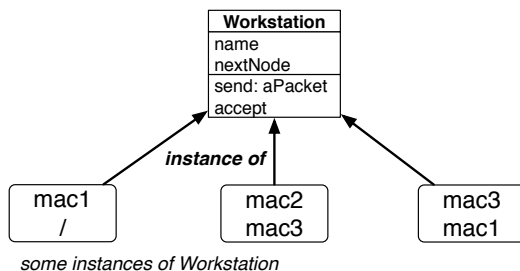 Workstation
name
nextNode
send: aPacket
accept
instance of
mac1
/
mac2
mac3
mac3
mac1
some instances of Workstation